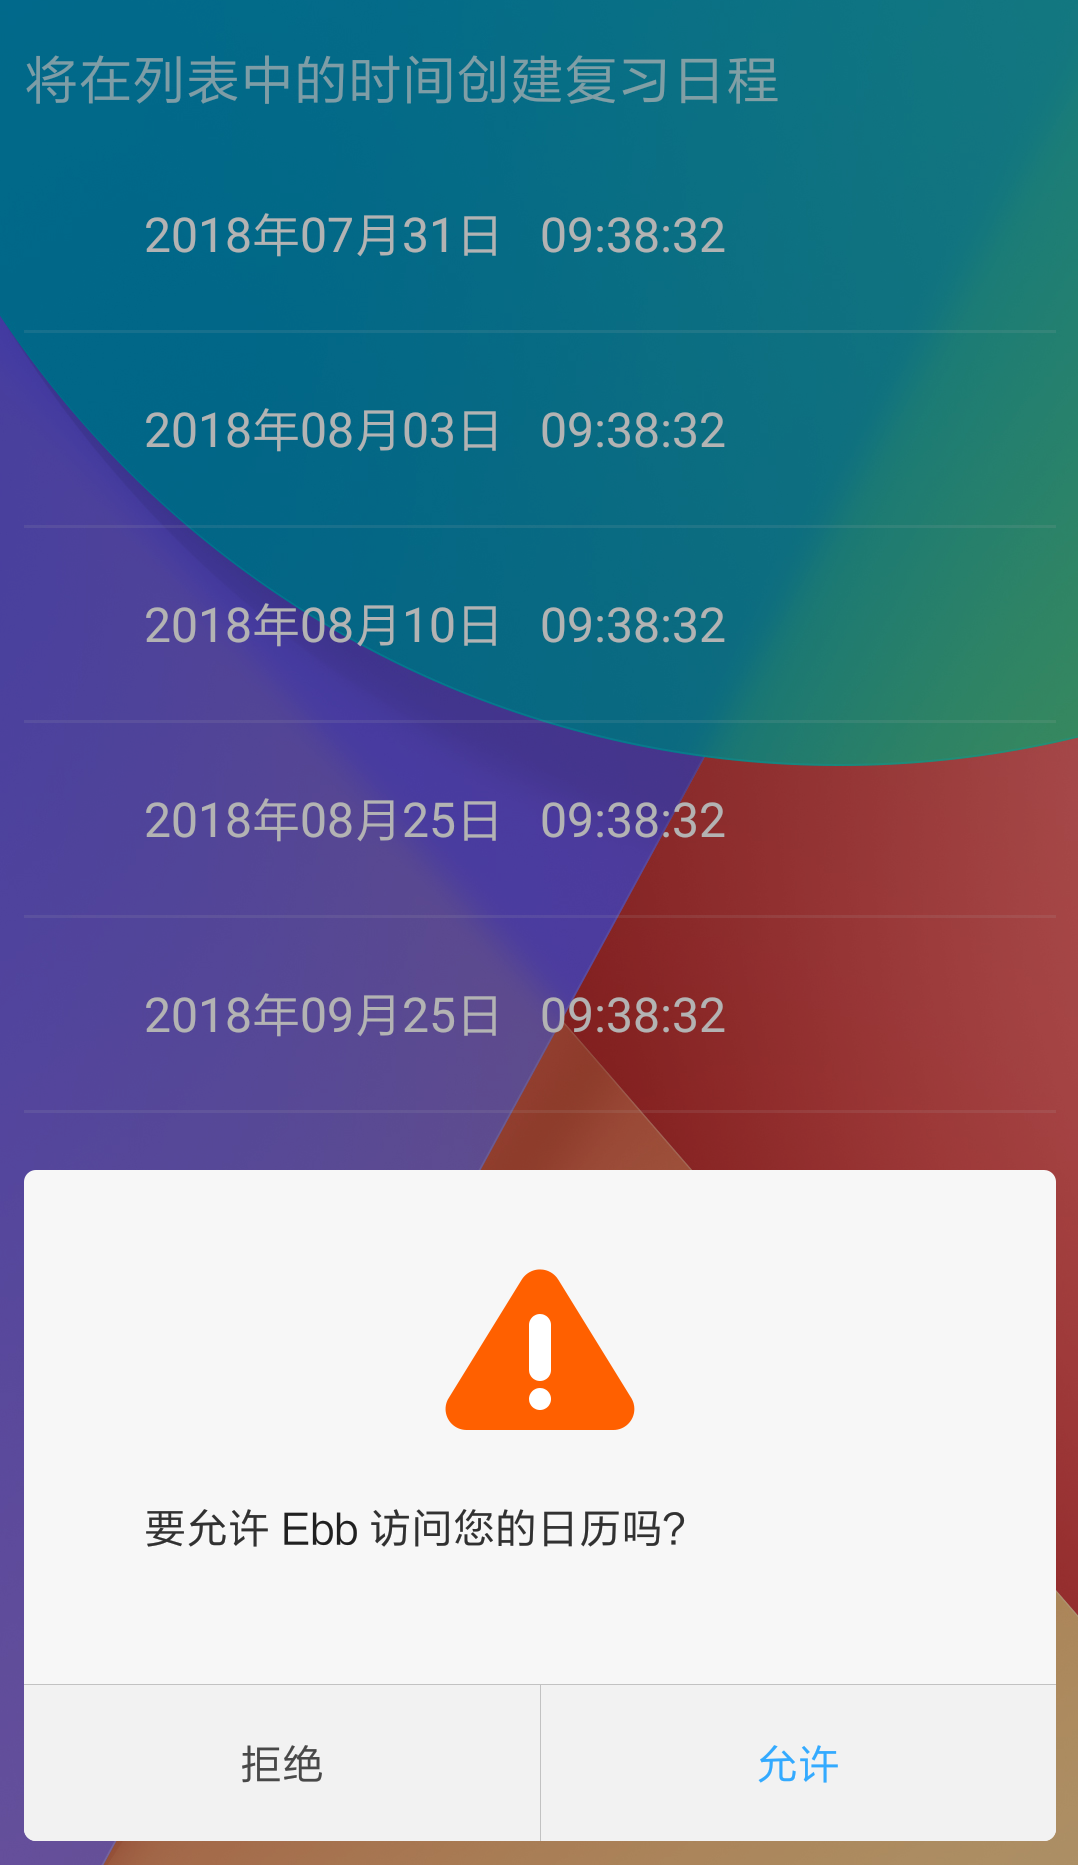 将在列表中的时间创建复习日程
2018年07月31日 09:38:32
2018年08月03日 09:38:32
2018年08月10日 09:38:32
2018年08月25日 09:38:32
2018年09月25日 09:38:32
要允许 Ebb 访问您的日历吗?
拒绝 允许